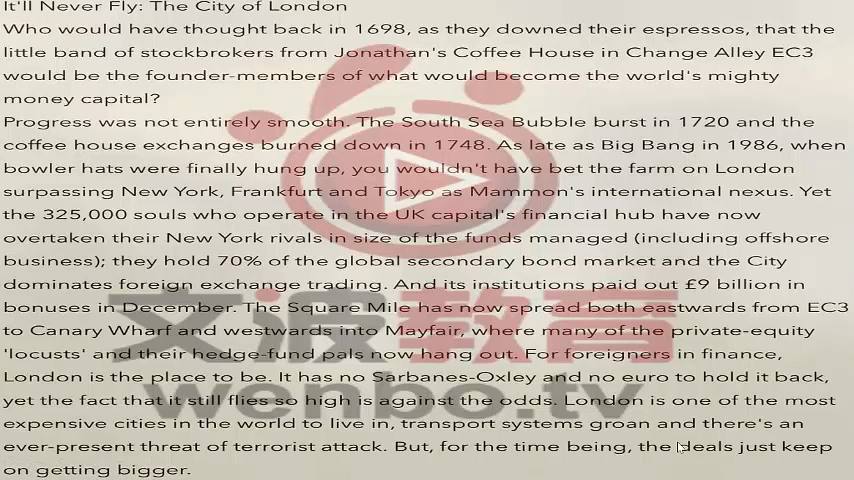 It'll Never Fly: The City of London
Who would have thought back in 1698, as they downed their espressos, that the
little band of stockbrokers from Jonathan's Coffee House in Change Alley EC3
would be the founder-members of what would become the world's mighty
money capital?
Progress was not entirely smooth. The South Sea Bubble burst in 1720 and the
coffee house exchanges burned down in 1748. As late as Big Bang in 1986, when
bowler hats were finally hung up, you wouldn't have bet the farm on London
surpassing New York, Frankfurt and Tokyo as Mammon's international nexus. Yet
the 325,000 souls who operate in the UK capital's financial hub have now
overtaken their New York rivals in size of the funds managed (including offshore
business); they hold 70% of the global secondary bond market and the City
dominates foreign exchange trading. And its institutions paid out £9 billion in
bonuses in December. The Square Mile has now spread both eastwards from EC3
to Canary Wharf and westwards into Mayfair, where many of the private-equity
'locusts' and their hedge-fund pals now hang out. For foreigners in finance,
London is the place to be. It has no Sarbanes-Oxley and no euro to hold it back,
yet the fact that it still flies so high is against the odds. London is one of the most
expensive cities in the world to live in, transport systems groan and there's an
ever-present threat of terrorist attack. But, for the time being, the deals just keep
on getting bigger.
文波教育
wenbo.tv